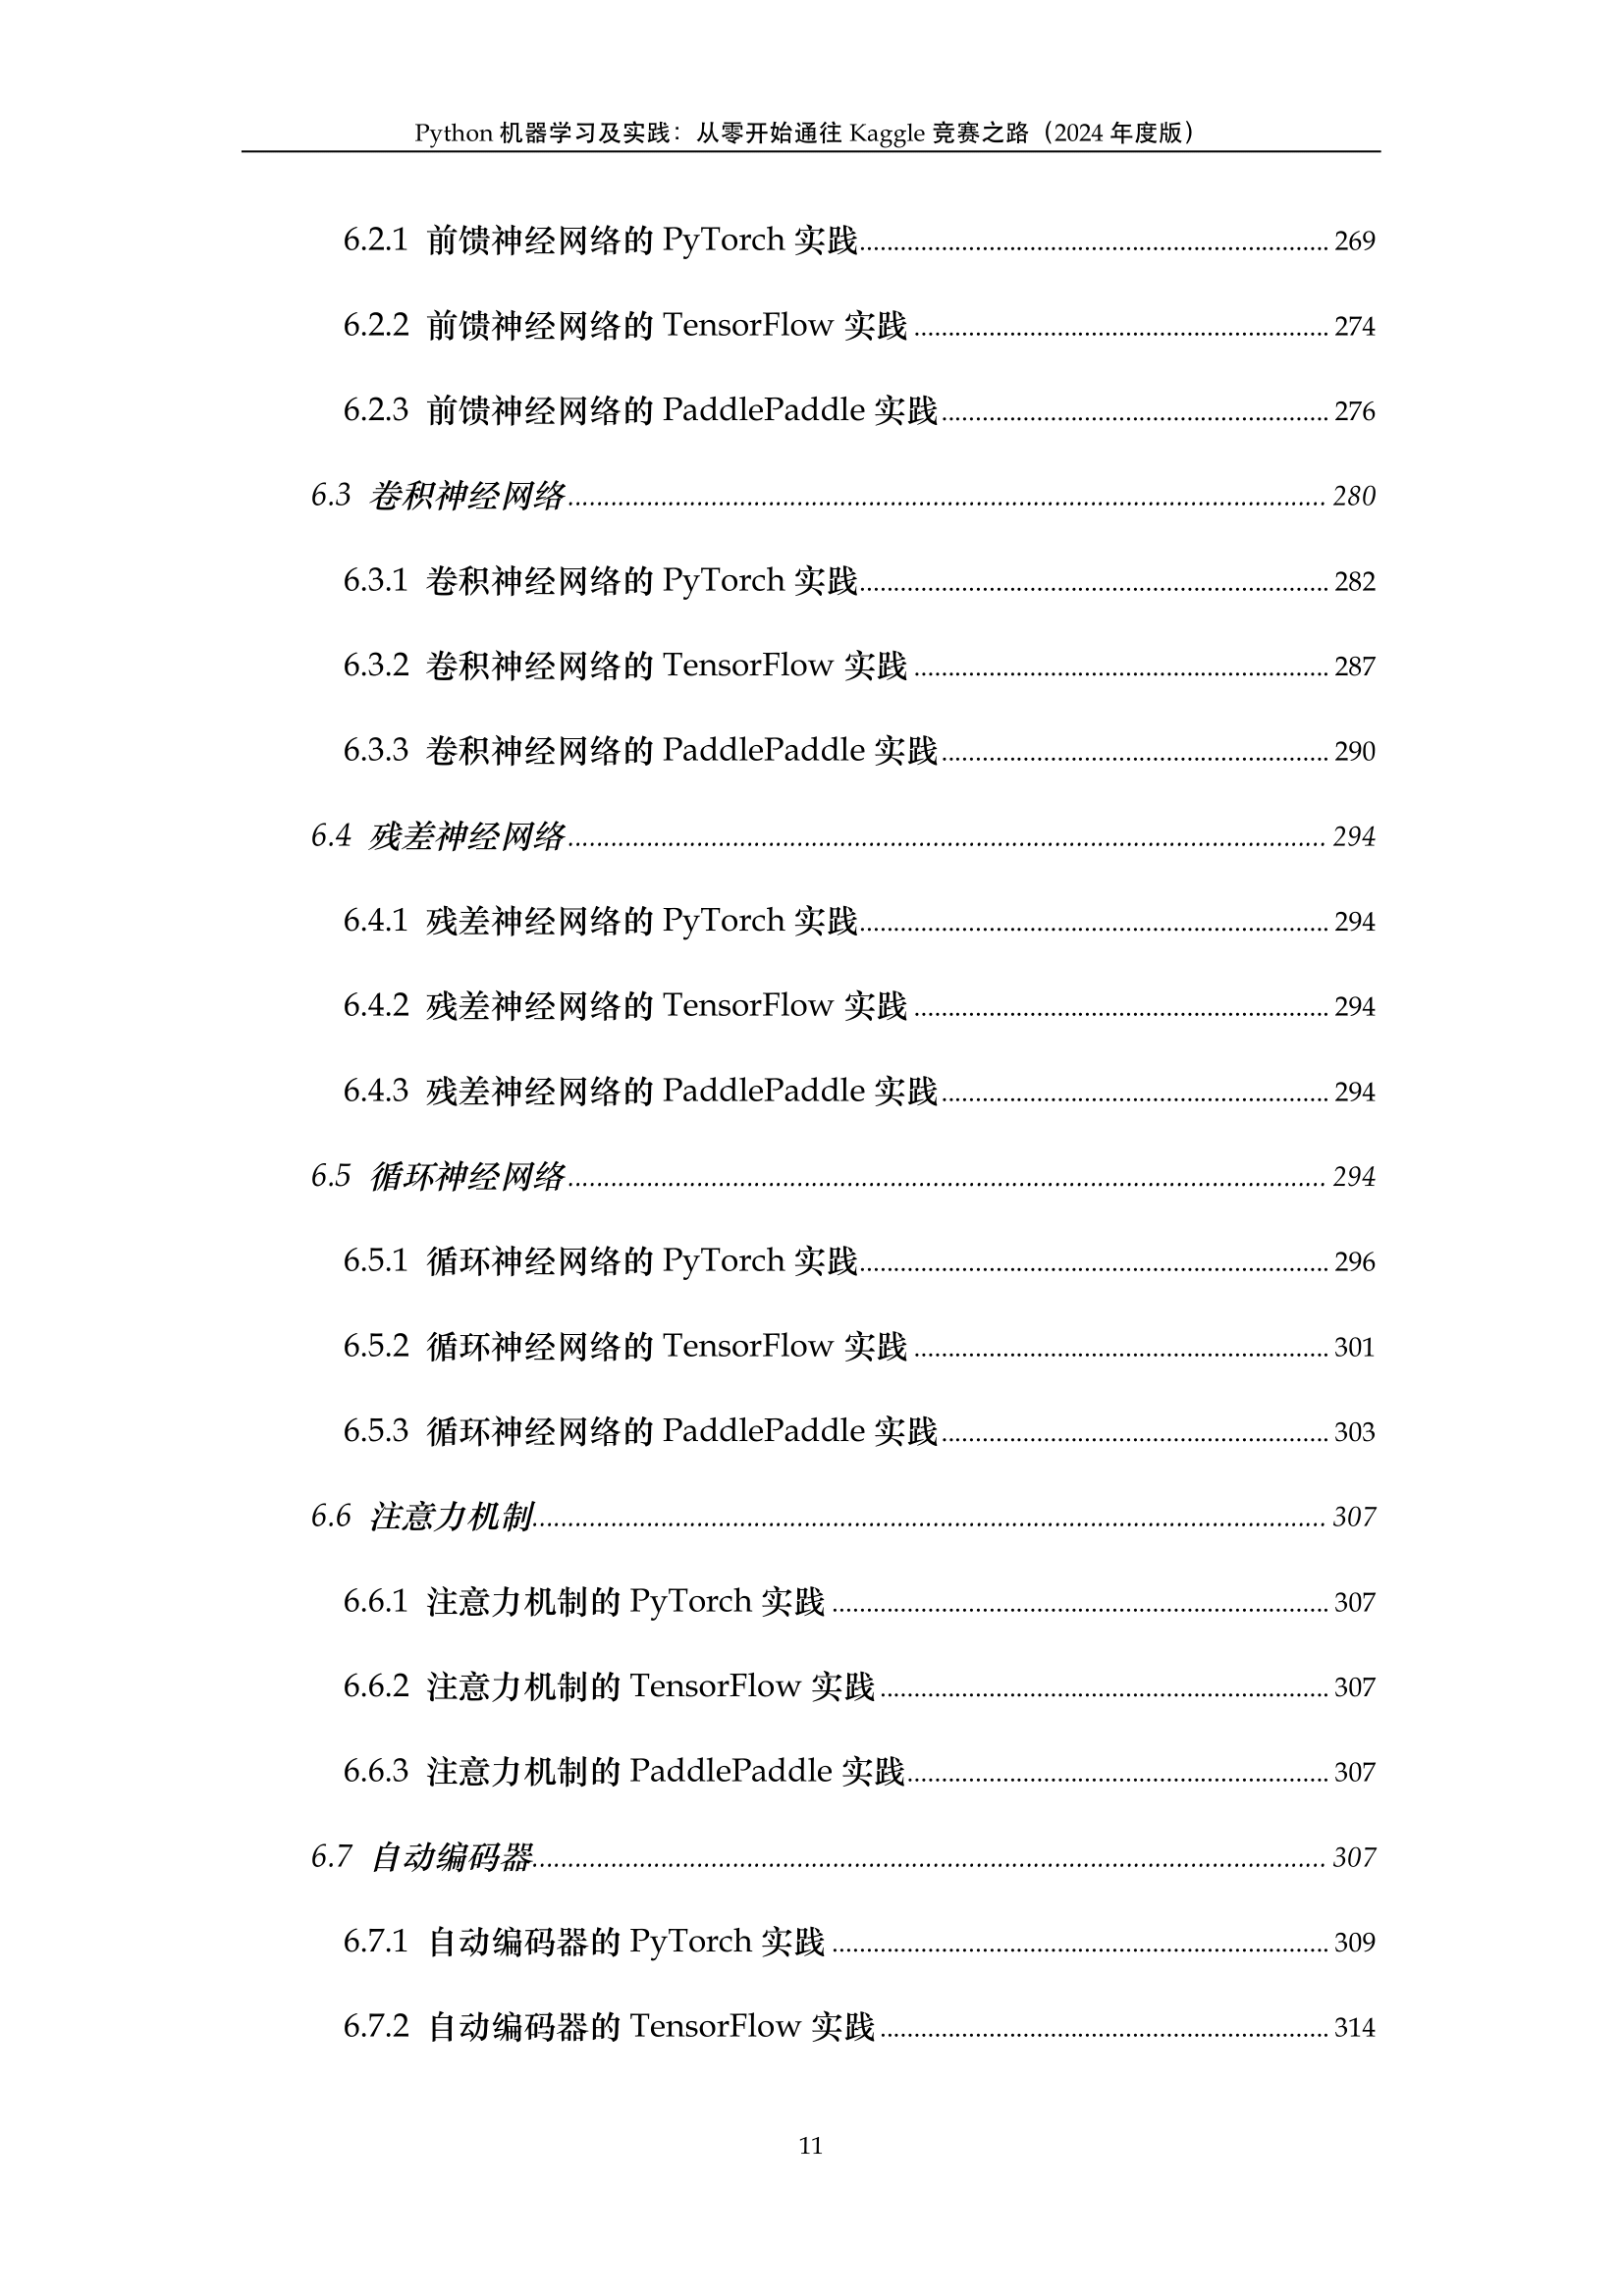 Python 机器学习及实践：从零开始通往 Kaggle 竞赛之路（2024 年度版）
6.2.1 前馈神经网络的 PyTorch 实践 269
6.2.2 前馈神经网络的 TensorFlow 实践 274
6.2.3 前馈神经网络的 PaddlePaddle 实践 276
6.3 卷积神经网络 280
6.3.1 卷积神经网络的 PyTorch 实践 282
6.3.2 卷积神经网络的 TensorFlow 实践 287
6.3.3 卷积神经网络的 PaddlePaddle 实践 290
6.4 残差神经网络 294
6.4.1 残差神经网络的 PyTorch 实践 294
6.4.2 残差神经网络的 TensorFlow 实践 294
6.4.3 残差神经网络的 PaddlePaddle 实践 294
6.5 循环神经网络 294
6.5.1 循环神经网络的 PyTorch 实践 296
6.5.2 循环神经网络的 TensorFlow 实践 301
6.5.3 循环神经网络的 PaddlePaddle 实践 303
6.6 注意力机制 307
6.6.1 注意力机制的 PyTorch 实践 307
6.6.2 注意力机制的 TensorFlow 实践 307
6.6.3 注意力机制的 PaddlePaddle 实践 307
6.7 自动编码器 307
6.7.1 自动编码器的 PyTorch 实践 309
6.7.2 自动编码器的 TensorFlow 实践 314
11